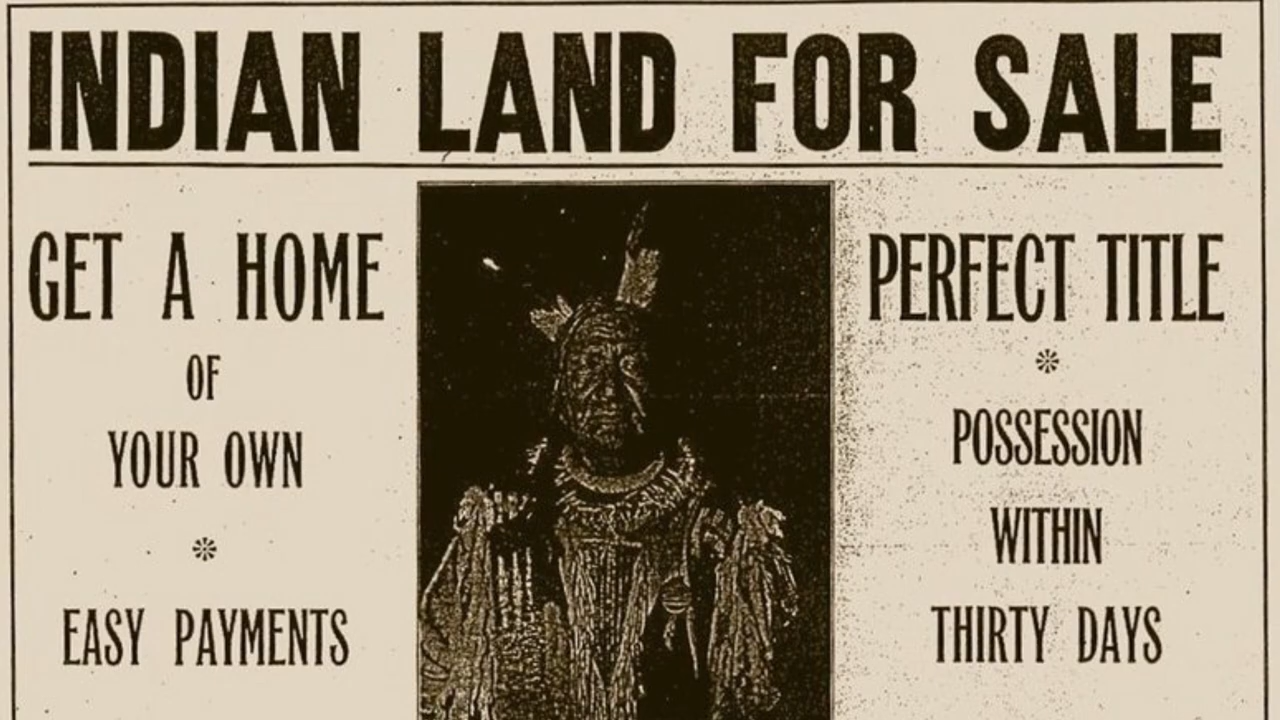 INDIAN LAND FOR SALE
GET A HOME
OF
YOUR OWN
EASY PAYMENTS
PERFECT TITLE
POSSESSION
WITHIN
THIRTY DAYS